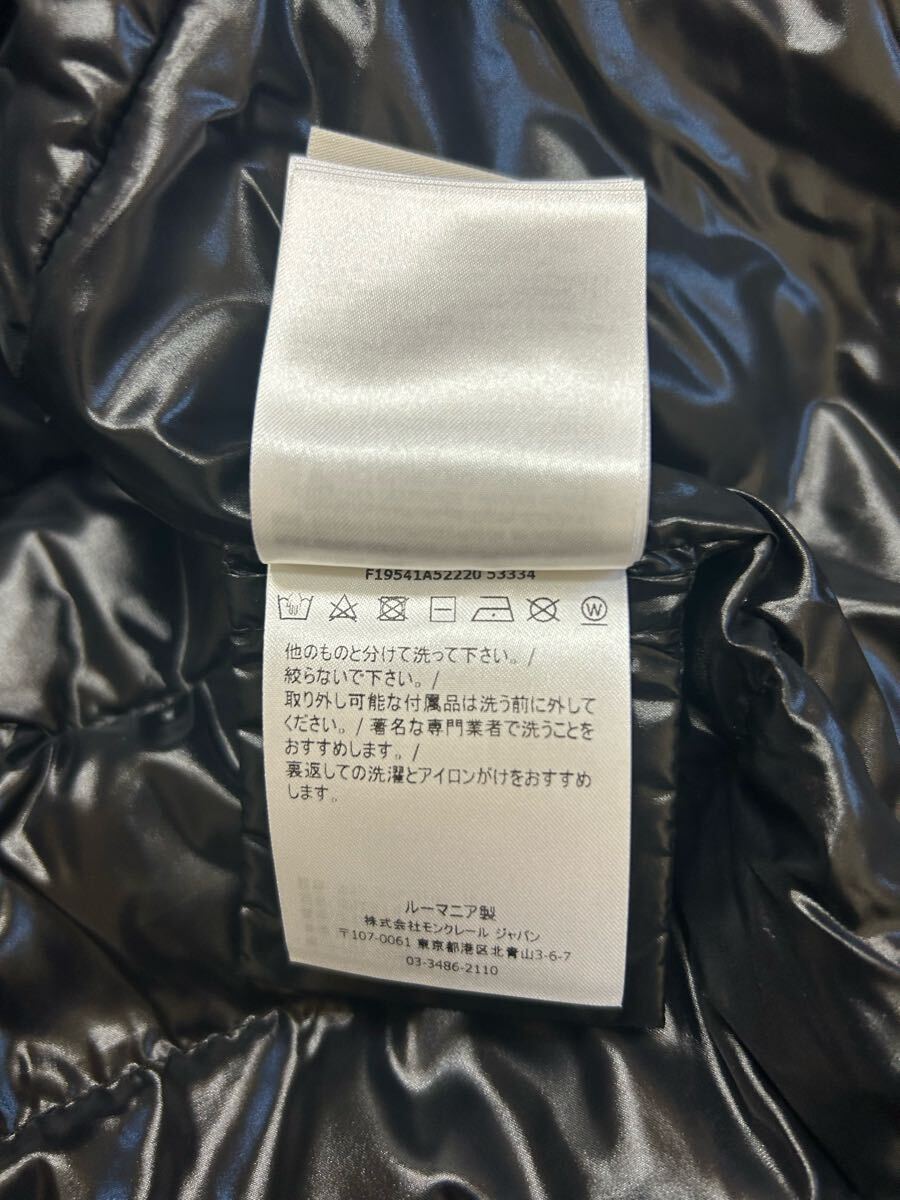 F19541A52220 53334
W
他のものと分けて洗って下さい。/
絞らないで下さい。/
取り外し可能な付属品は洗う前に外して
ください。/ 著名な専門業者で洗うことを
おすすめします。/
裏返しての洗濯とアイロンがけをおすすめ
します。
ルーマニア製
株式会社モンクレール ジャパン
〒107-0061 東京都港区北青山3-6-7
03-3486-2110